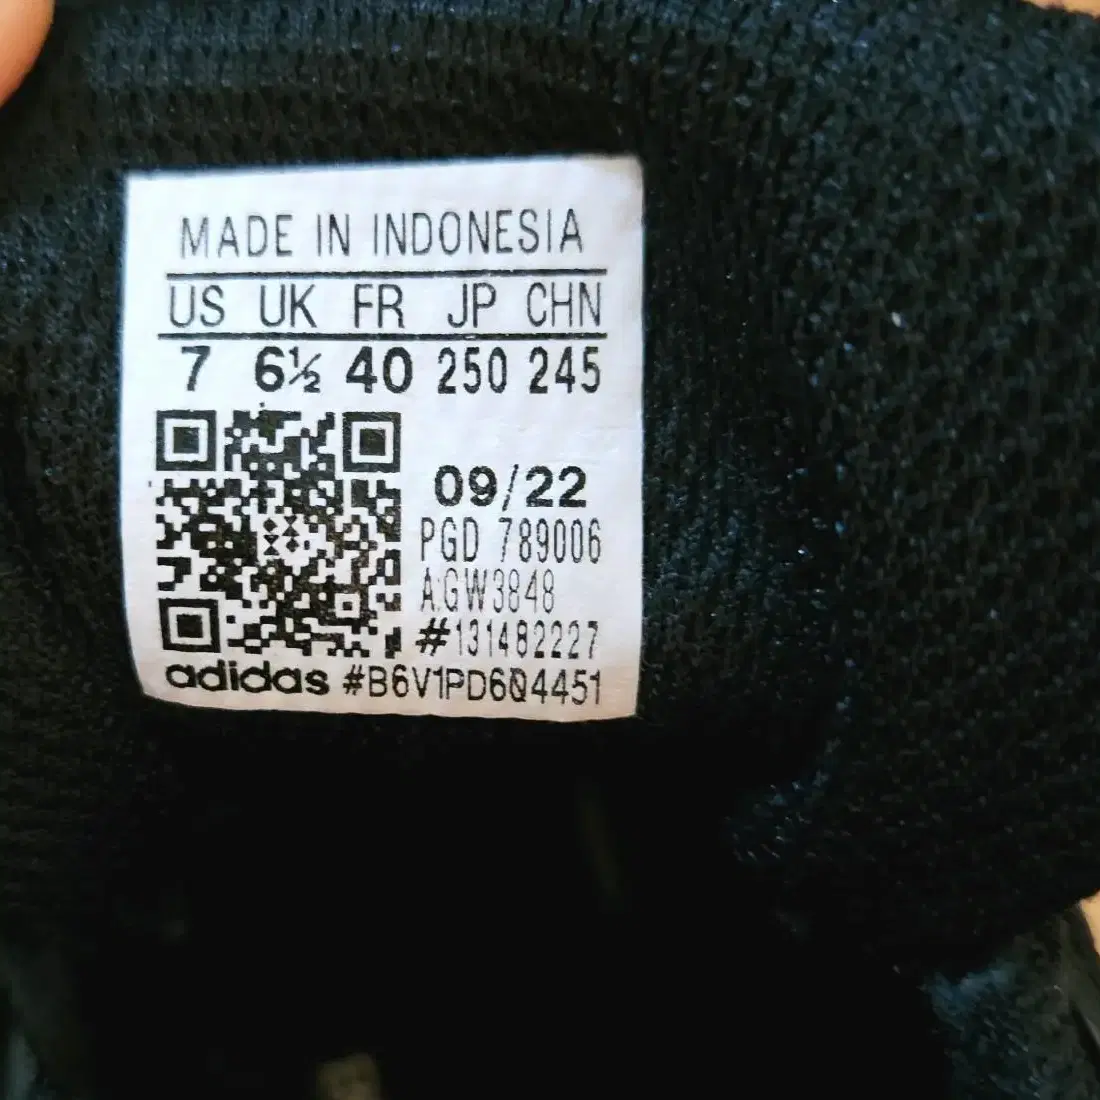 MADE IN INDONESIA
US UK FR JP CHN
7 6½ 40 250 245
09/22
PGD 789006
A:GW3848
#131482227
adidas #B6V1PD6Q4451